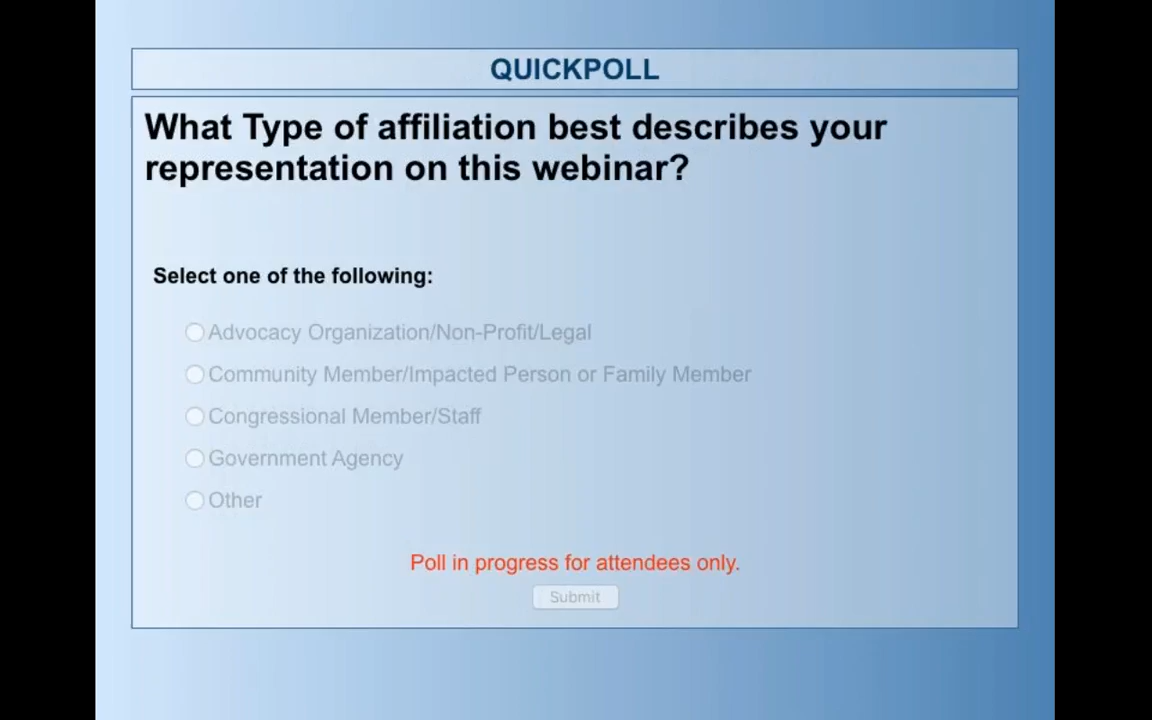 QUICKPOLL
What Type of affiliation best describes your
representation on this webinar?
Select one of the following:
Advocacy Organization/Non-Profit/Legal
Community Member/Impacted Person or Family Member
Congressional Member/Staff
Government Agency
Other
Poll in progress for attendees only.
Submit